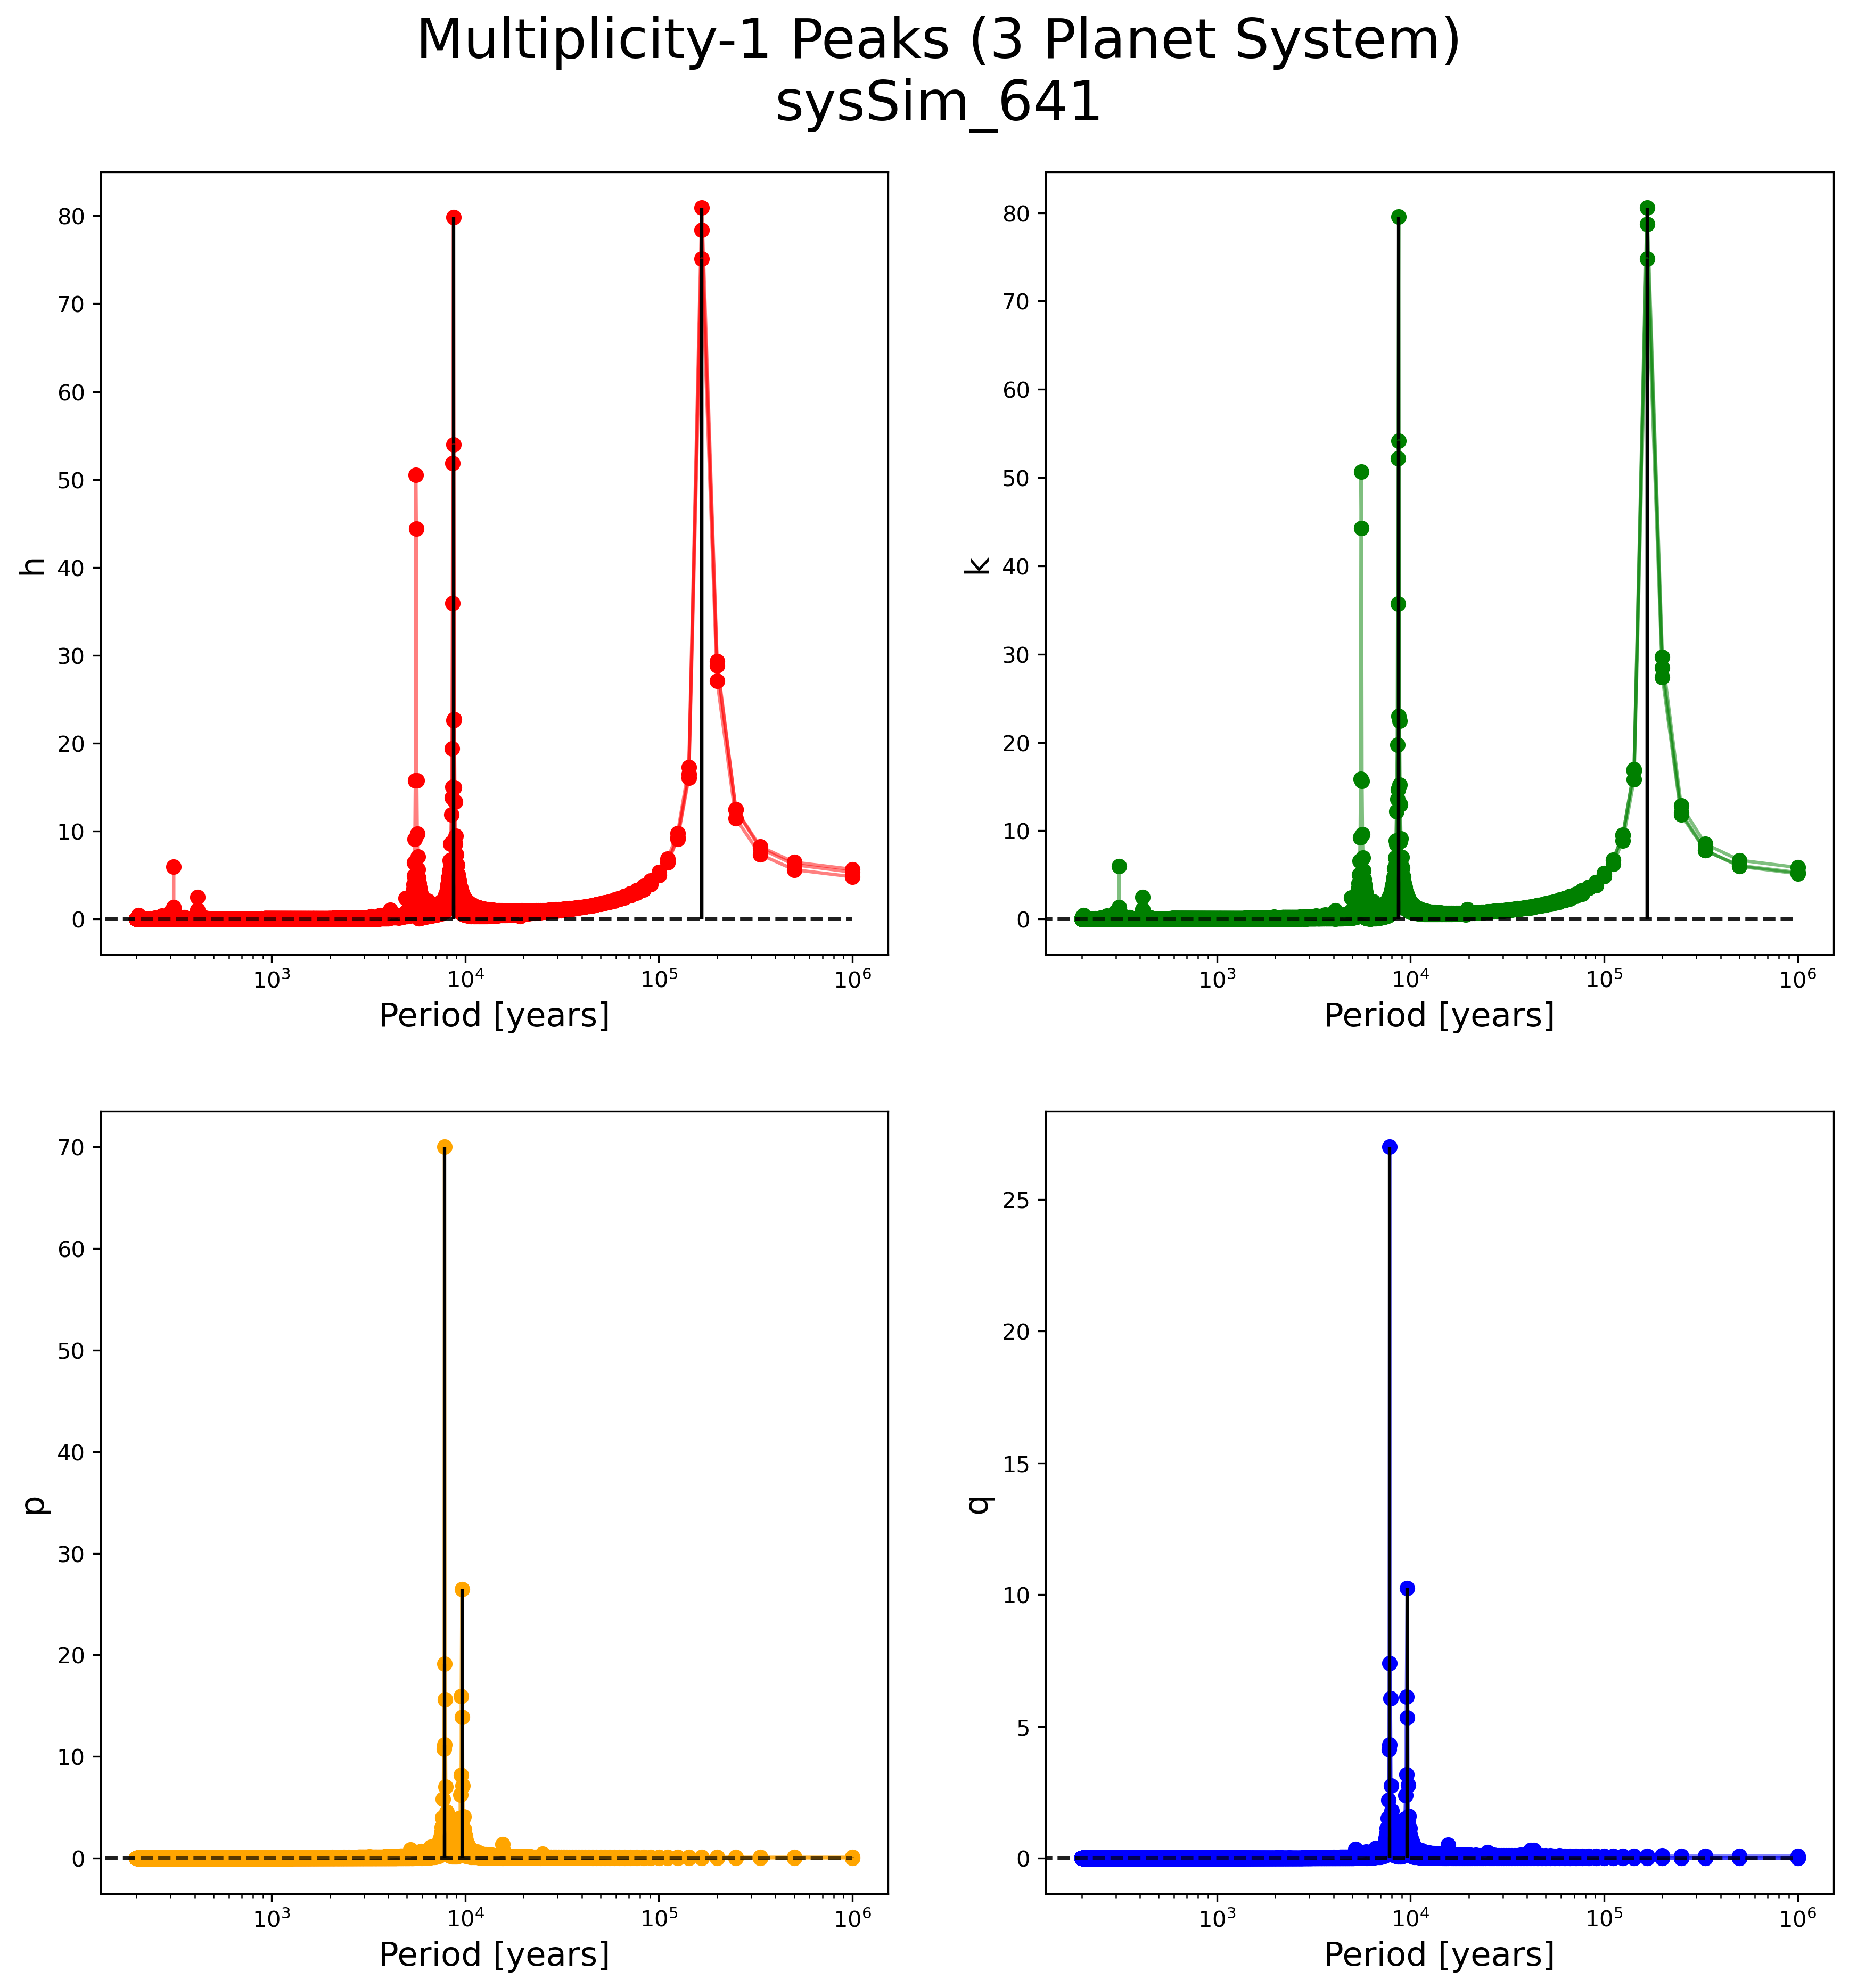 Multiplicity-1 Peaks (3 Planet System)
sysSim_641
h
80
70
60
50
40
30
20
10
0
10³ 10⁴ 10⁵ 10⁶
Period [years]
k
80
70
60
50
40
30
20
10
0
10³ 10⁴ 10⁵ 10⁶
Period [years]
p
70
60
50
40
30
20
10
0
10³ 10⁴ 10⁵ 10⁶
Period [years]
q
25
20
15
10
5
0
10³ 10⁴ 10⁵ 10⁶
Period [years]